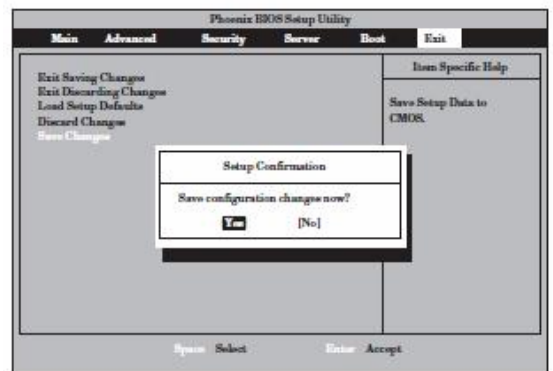 Phoenix BIOS Setup Utility
Main Advanced Security Server Boot Exit
Exit Saving Changes
Exit Discarding Changes
Load Setup Defaults
Discard Changes
Save Changes
Item Specific Help
Save Setup Data to
CMOS.
Setup Confirmation
Save configuration changes now?
Yes [No]
Space Select Enter Accept